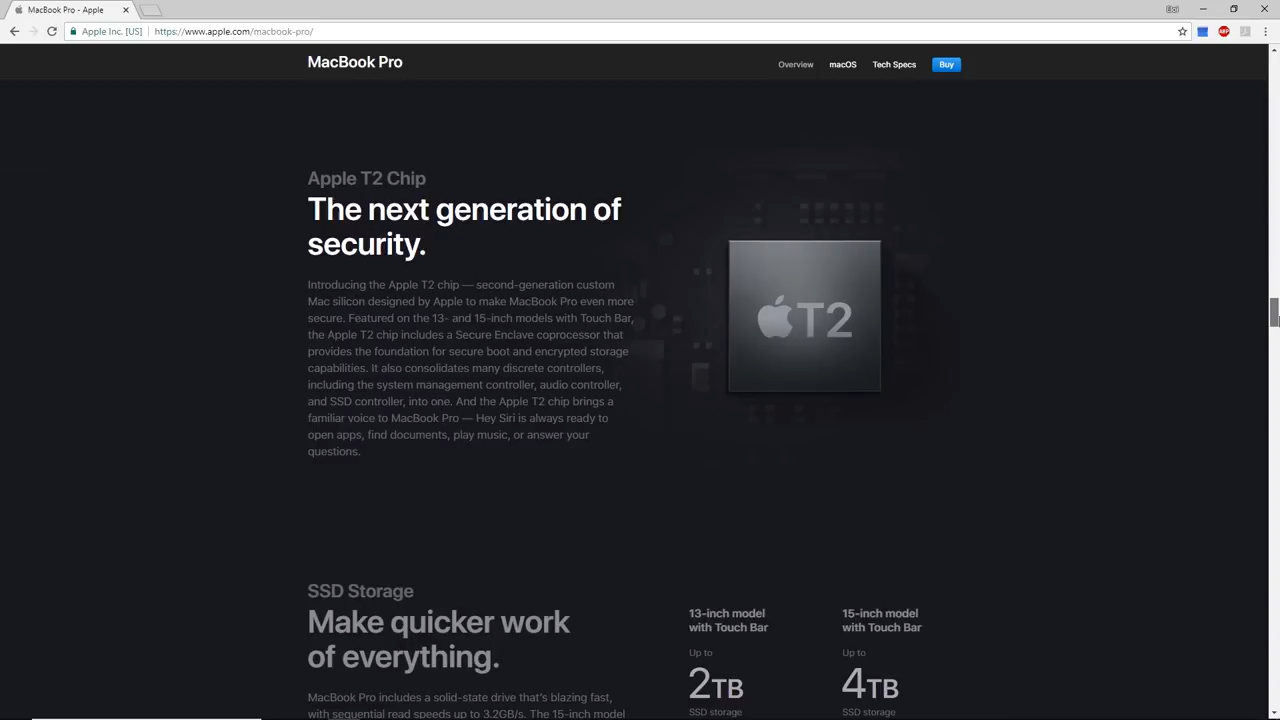 MacBook Pro - Apple
Apple Inc. [US]
https://www.apple.com/macbook-pro/
MacBook Pro
Overview
macOS
Tech Specs
Buy
Apple T2 Chip
The next generation of
security.
Introducing the Apple T2 chip — second-generation custom
Mac silicon designed by Apple to make MacBook Pro even more
secure. Featured on the 13- and 15-inch models with Touch Bar,
the Apple T2 chip includes a Secure Enclave coprocessor that
provides the foundation for secure boot and encrypted storage
capabilities. It also consolidates many discrete controllers,
including the system management controller, audio controller,
and SSD controller, into one. And the Apple T2 chip brings a
familiar voice to MacBook Pro — Hey Siri is always ready to
open apps, find documents, play music, or answer your
questions.
T2
SSD Storage
Make quicker work
of everything.
MacBook Pro includes a solid-state drive that's blazing fast,
with sequential read speeds up to 3.2GB/s. The 15-inch model
13-inch model
with Touch Bar
Up to
2TB
SSD storage
15-inch model
with Touch Bar
Up to
4TB
SSD storage